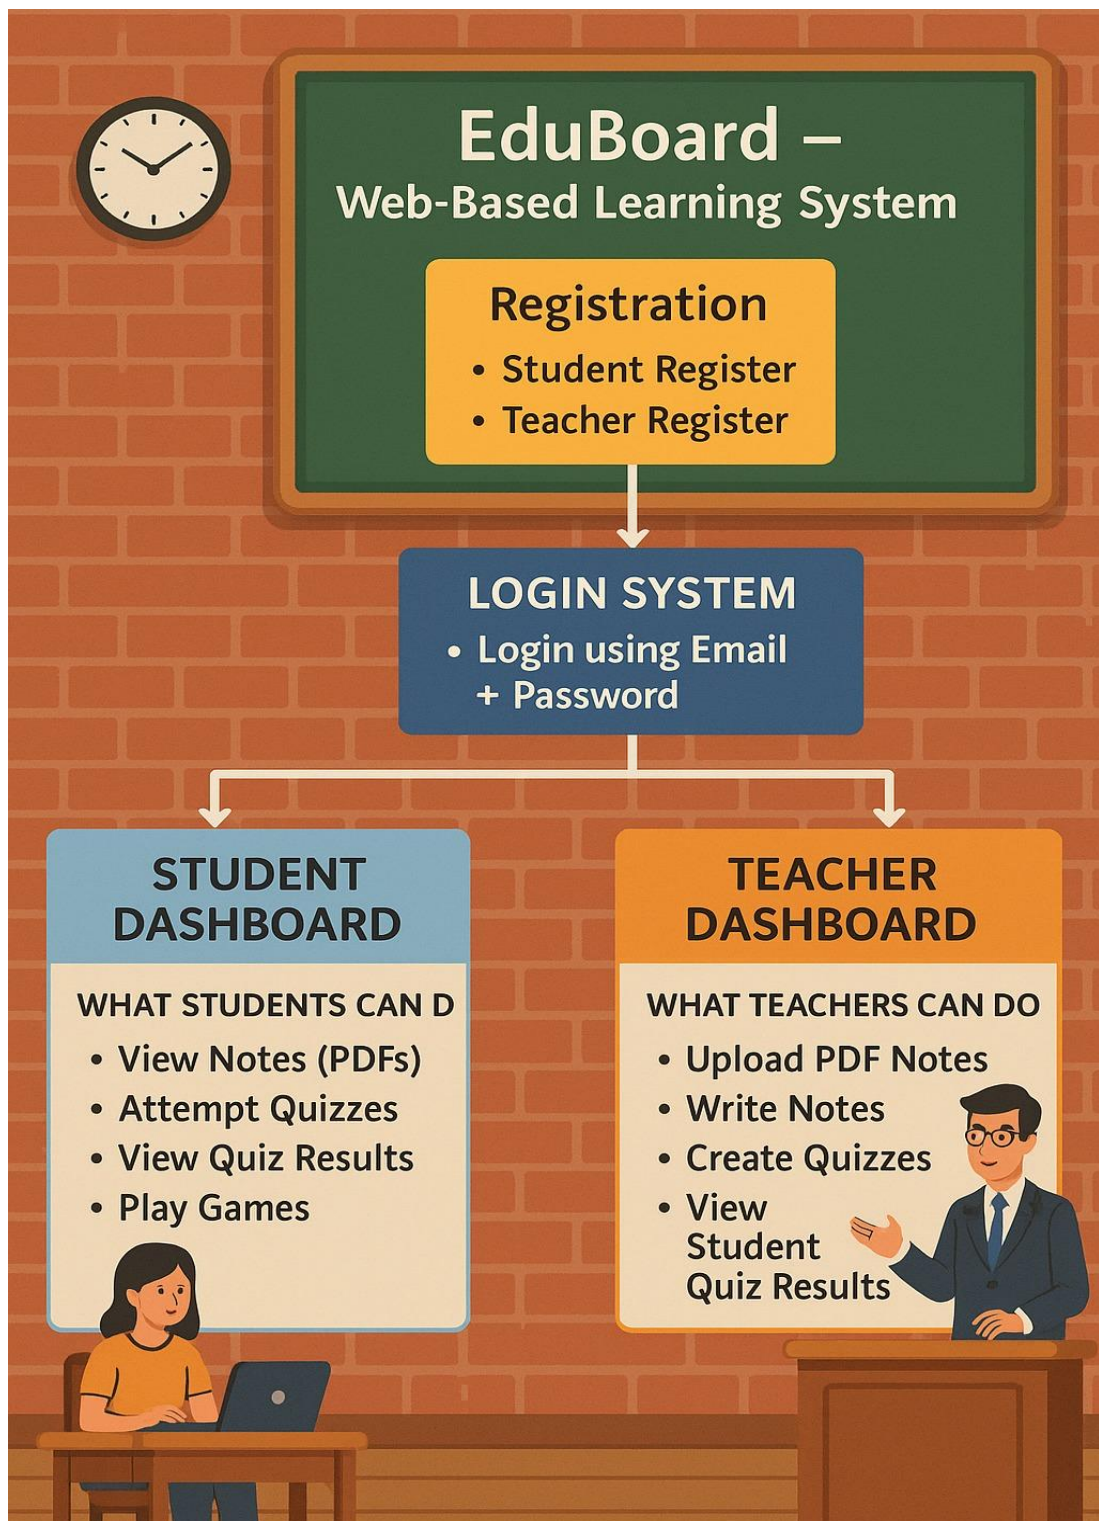 EduBoard –
Web-Based Learning System
Registration
• Student Register
• Teacher Register
LOGIN SYSTEM
• Login using Email
+ Password
STUDENT
DASHBOARD
WHAT STUDENTS CAN D
• View Notes (PDFs)
• Attempt Quizzes
• View Quiz Results
• Play Games
TEACHER
DASHBOARD
WHAT TEACHERS CAN DO
• Upload PDF Notes
• Write Notes
• Create Quizzes
• View
Student
Quiz Results